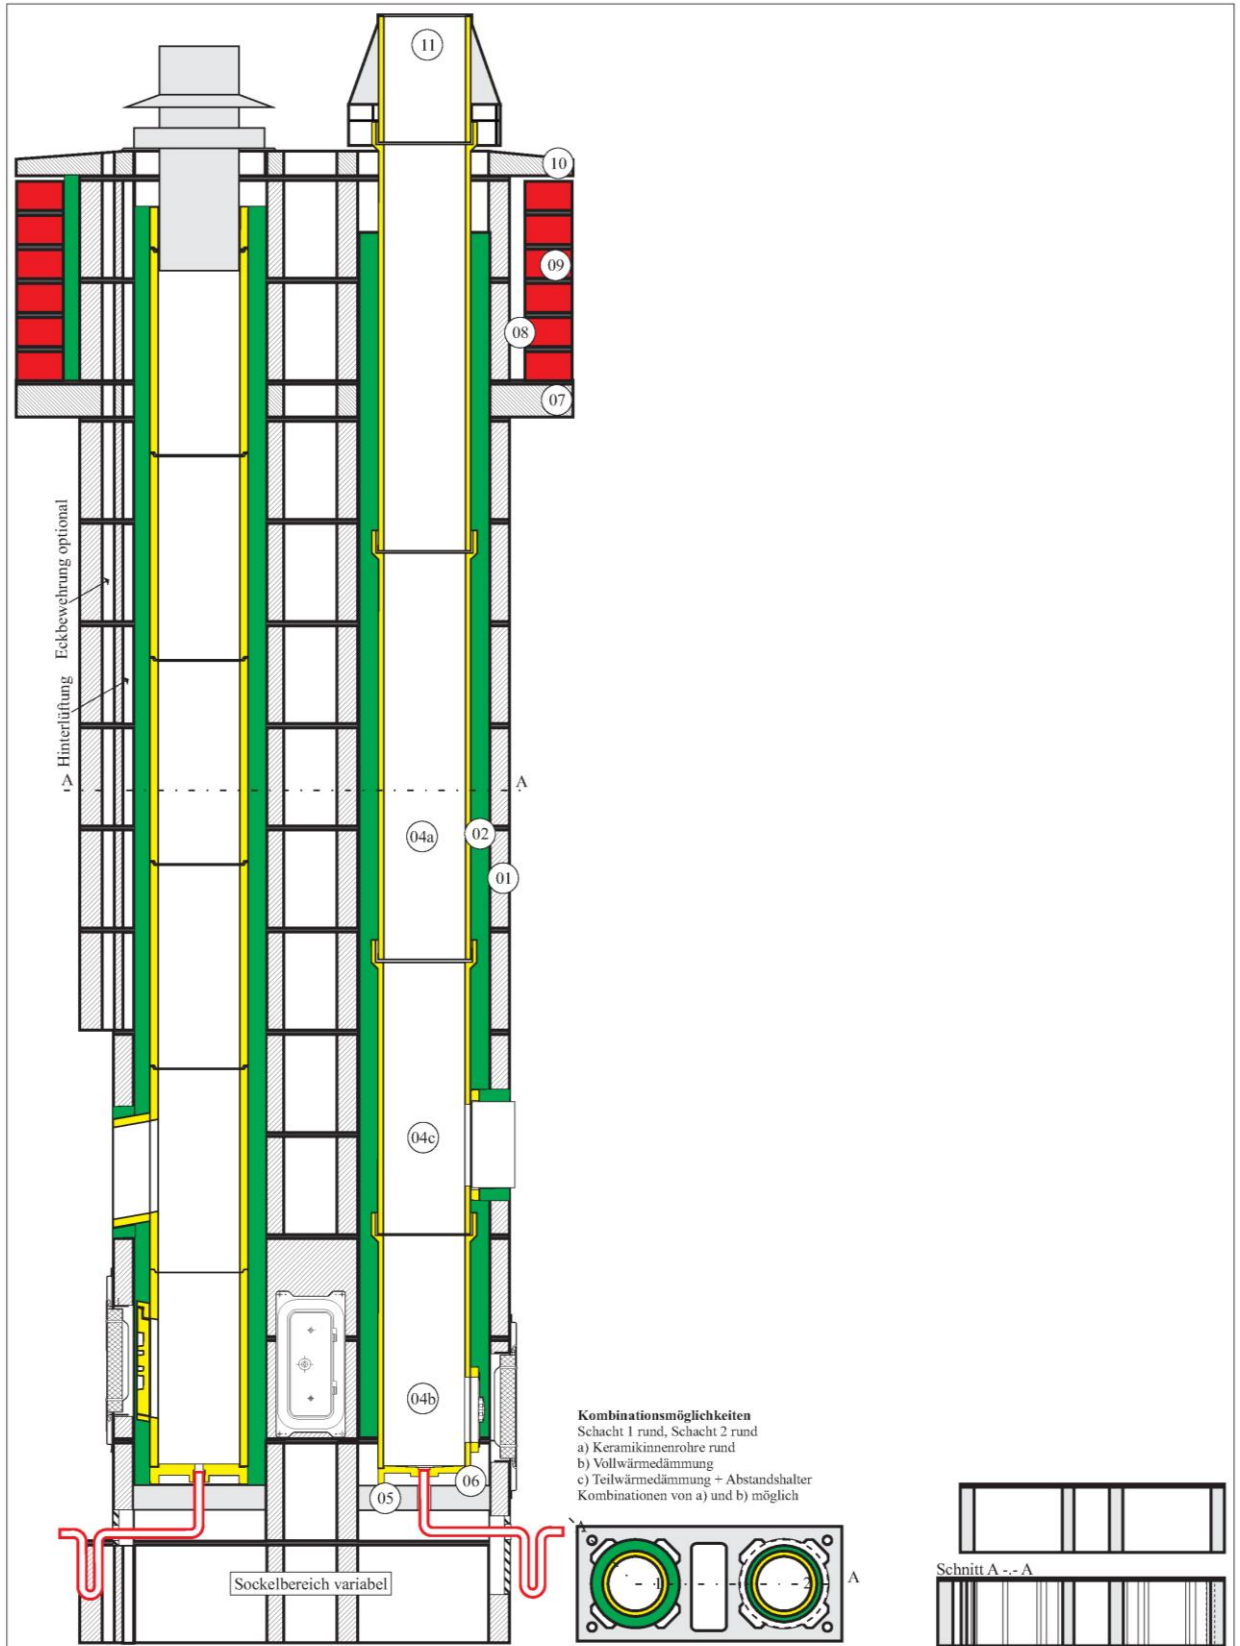 11
10
09
08
07
Eckbewehrung optional
Hinterlüftung
A
A
04a
02
01
04c
04b
06
05
Sockelbereich variabel
Kombinationsmöglichkeiten
Schacht 1 rund, Schacht 2 rund
a) Keramikinnenrohre rund
b) Vollwärmedämmung
c) Teilwärmedämmung + Abstandshalter
Kombinationen von a) und b) möglich
A
1
2
A
Schnitt A -.- A